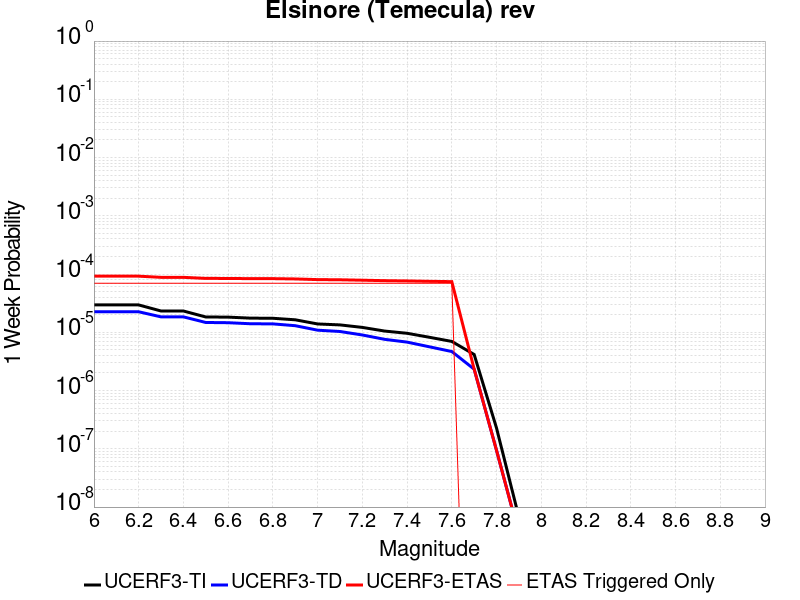 Elsinore (Temecula) rev
10^0
10^-1
10^-2
10^-3
10^-4
10^-5
10^-6
10^-7
10^-8
1 Week Probability
6 6.2 6.4 6.6 6.8 7 7.2 7.4 7.6 7.8 8 8.2 8.4 8.6 8.8 9
Magnitude
UCERF3-TI UCERF3-TD UCERF3-ETAS ETAS Triggered Only